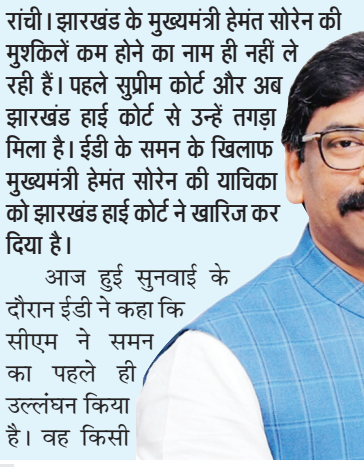 रांची। झारखंड के मुख्यमंत्री हेमंत सोरेन की
मुश्किलें कम होने का नाम ही नहीं ले
रही हैं। पहले सुप्रीम कोर्ट और अब
झारखंड हाई कोर्ट से उन्हें तगड़ा
मिला है। ईडी के समन के खिलाफ
मुख्यमंत्री हेमंत सोरेन की याचिका
को झारखंड हाई कोर्ट ने खारिज कर
दिया है।
आज हुई सुनवाई के
दौरान ईडी ने कहा कि
सीएम ने समन
का पहले ही
उल्लंघन किया
है। वह किसी